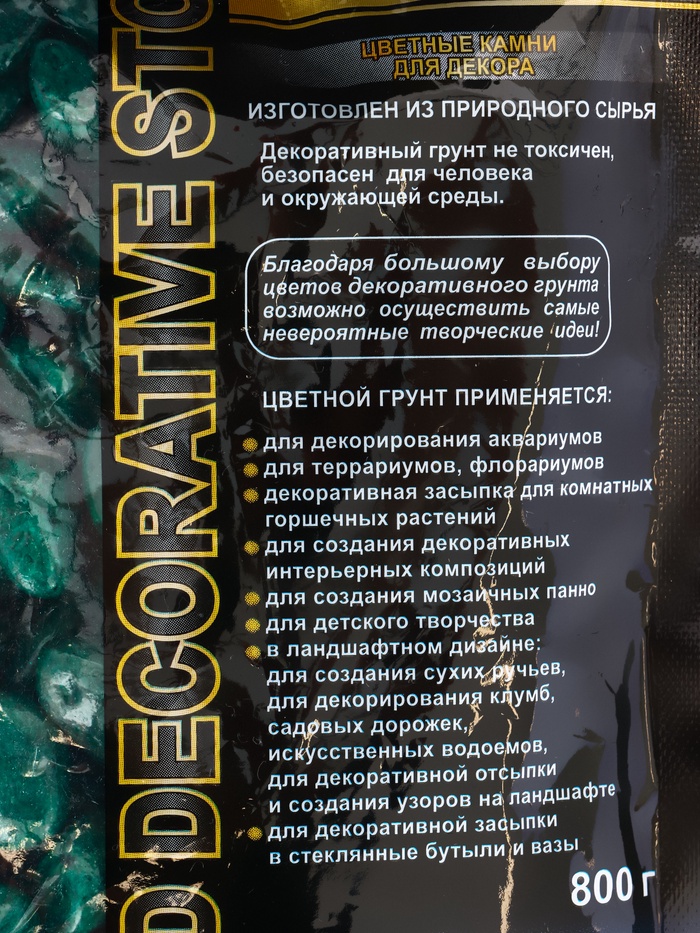 D DECORATIVE STO
ЦВЕТНЫЕ КАМНИ
ДЛЯ ДЕКОРА
ИЗГОТОВЛЕН ИЗ ПРИРОДНОГО СЫРЬЯ
Декоративный грунт не токсичен,
безопасен для человека
и окружающей среды.
Благодаря большому выбору
цветов декоративного грунта
возможно осуществить самые
невероятные творческие идеи!
ЦВЕТНОЙ ГРУНТ ПРИМЕНЯЕТСЯ:
для декорирования аквариумов
для террариумов, флорариумов
декоративная засыпка для комнатных
горшечных растений
для создания декоративных
интерьерных композиций
для создания мозаичных панно
для детского творчества
в ландшафтном дизайне:
для создания сухих ручьев,
для декорирования клумб,
садовых дорожек,
искусственных водоемов,
для декоративной отсыпки
и создания узоров на ландшафте
для декоративной засыпки
в стеклянные бутыли и вазы
800 г